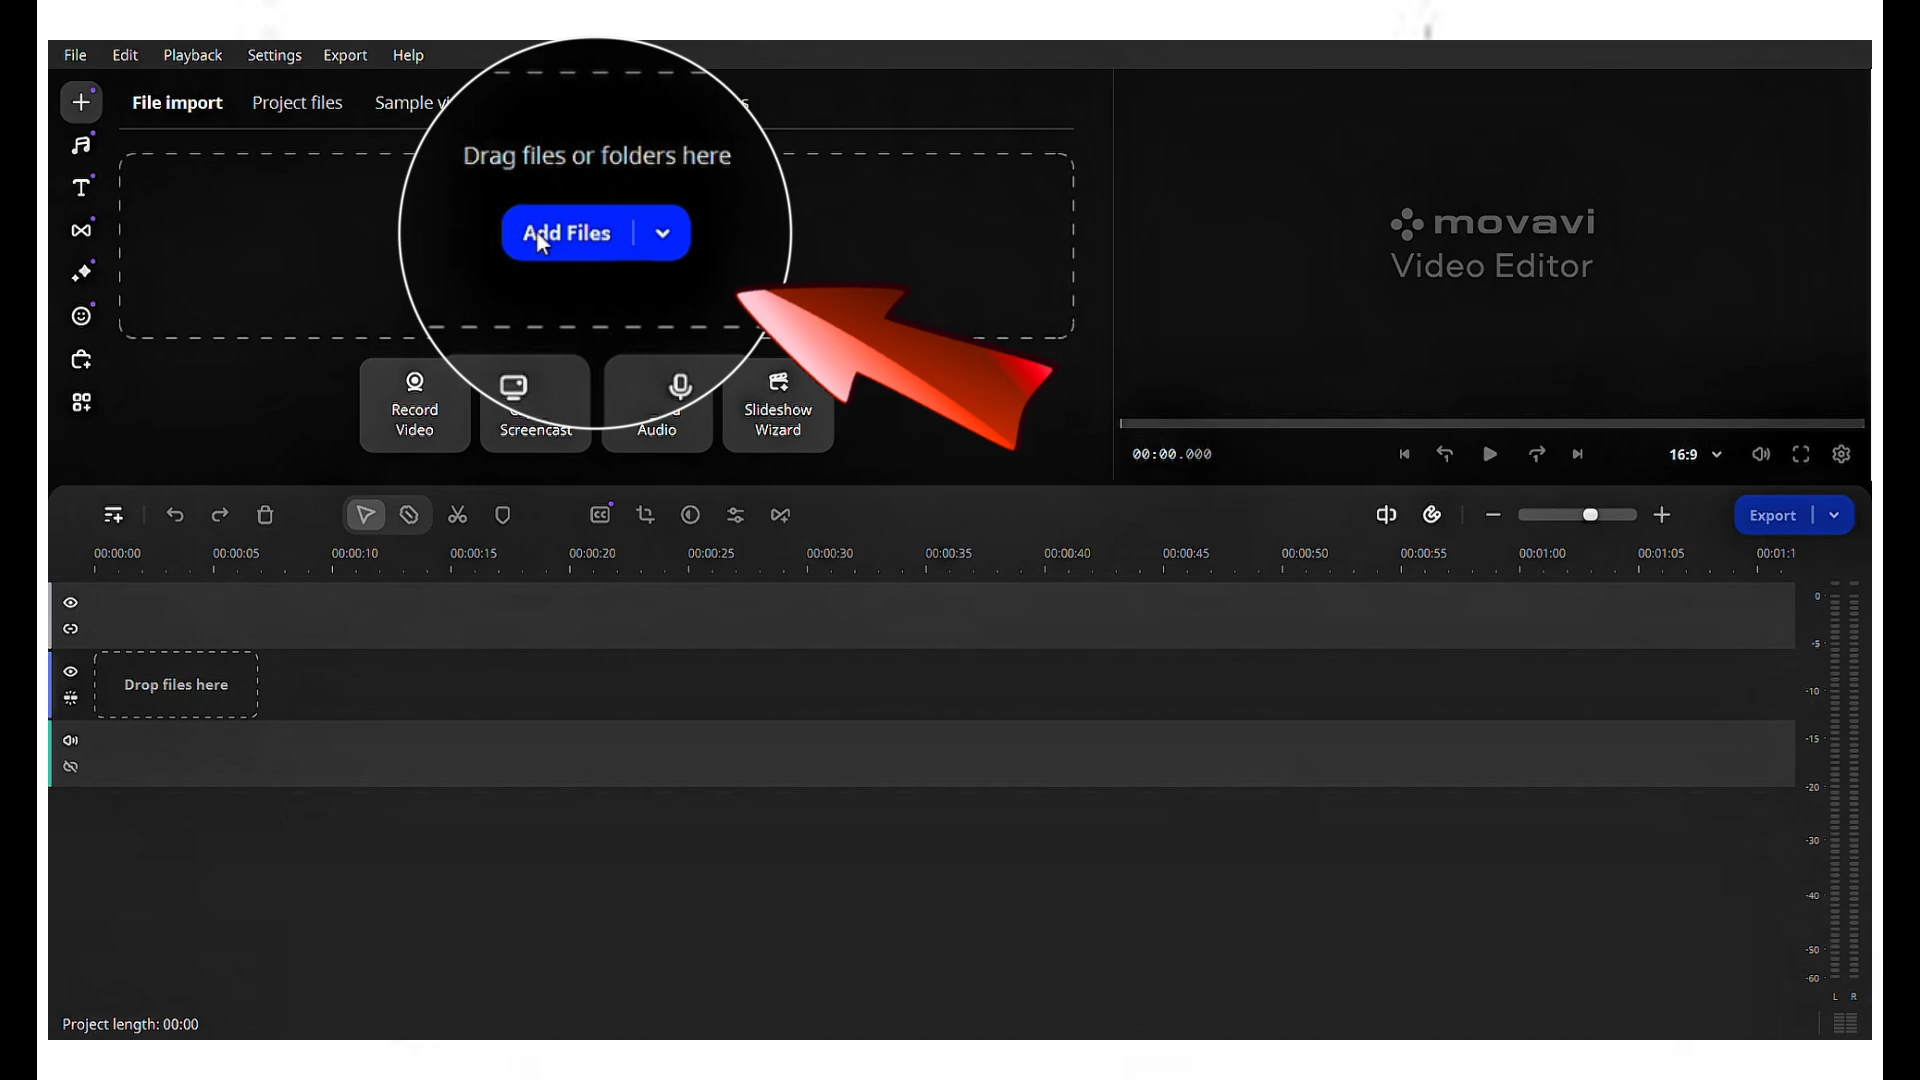 File Edit Playback Settings Export Help
File import Project files Sample
Drag files or folders here
Add Files
Record
Video
Screencast
Audio
Slideshow
Wizard
movavi
Video Editor
00:00.000
16:9
Export
00:00:00 00:00:05 00:00:10 00:00:15 00:00:20 00:00:25 00:00:30 00:00:35 00:00:40 00:00:45 00:00:50 00:00:55 00:01:00 00:01:05 00:01:1
Drop files here
0
-5
-10
-15
-20
-30
-40
-50
-60
L R
Project length: 00:00